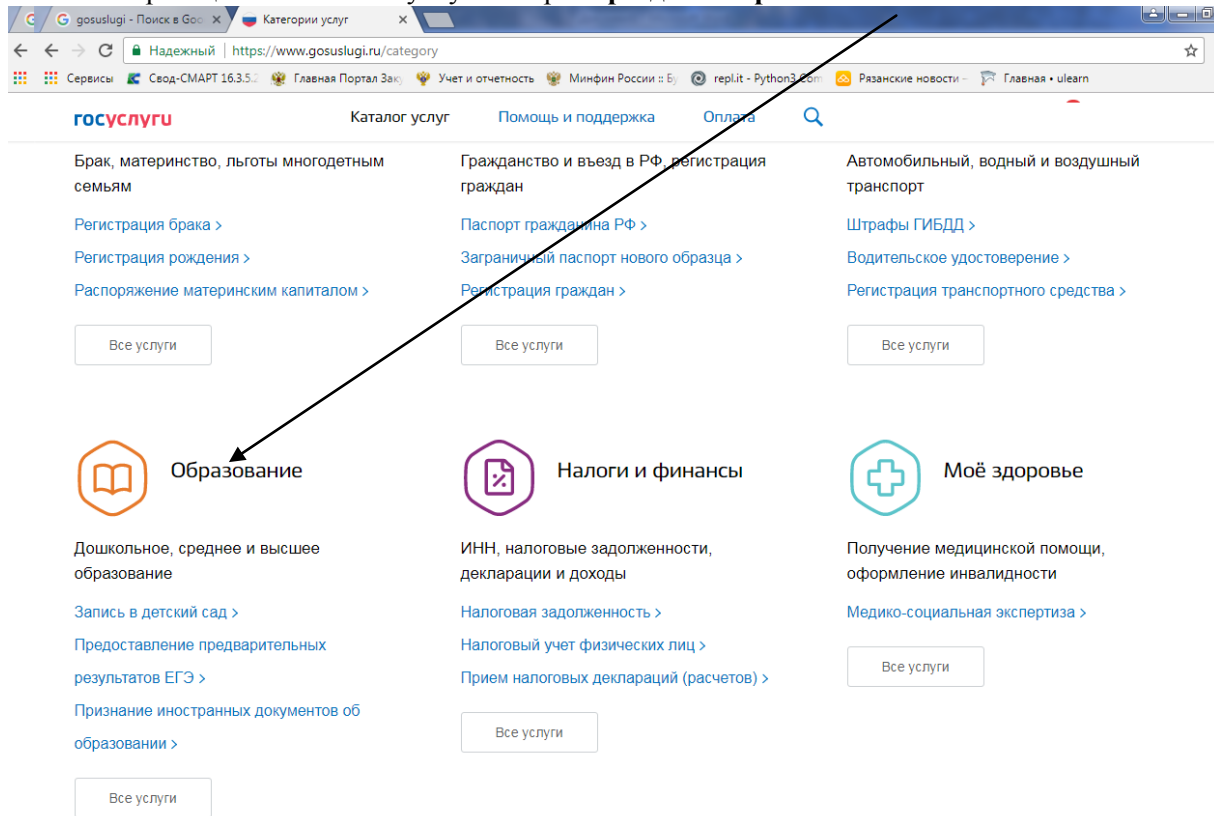 gosuslugi - Поиск в Goo
Категории услуг
Надежный | https://www.gosuslugi.ru/category
Сервисы Свод-СМАРТ 16.3.5.2 Главная Портал Заку Учет и отчетность Минфин России :: Бу repl.it - Python3 Com Рязанские новости – Главная • ulearn
госуслуги Каталог услуг Помощь и поддержка Оплата
Брак, материнство, льготы многодетным Гражданство и въезд в РФ, регистрация Автомобильный, водный и воздушный
семьям граждан транспорт
Регистрация брака > Паспорт гражданина РФ > Штрафы ГИБДД >
Регистрация рождения > Заграничный паспорт нового образца > Водительское удостоверение >
Распоряжение материнским капиталом > Регистрация граждан > Регистрация транспортного средства >
Все услуги Все услуги Все услуги
Образование Налоги и финансы Моё здоровье
Дошкольное, среднее и высшее ИНН, налоговые задолженности, Получение медицинской помощи,
образование декларации и доходы оформление инвалидности
Запись в детский сад > Налоговая задолженность > Медико-социальная экспертиза >
Предоставление предварительных Налоговый учет физических лиц >
результатов ЕГЭ > Прием налоговых деклараций (расчетов) > Все услуги
Признание иностранных документов об
образовании > Все услуги
Все услуги